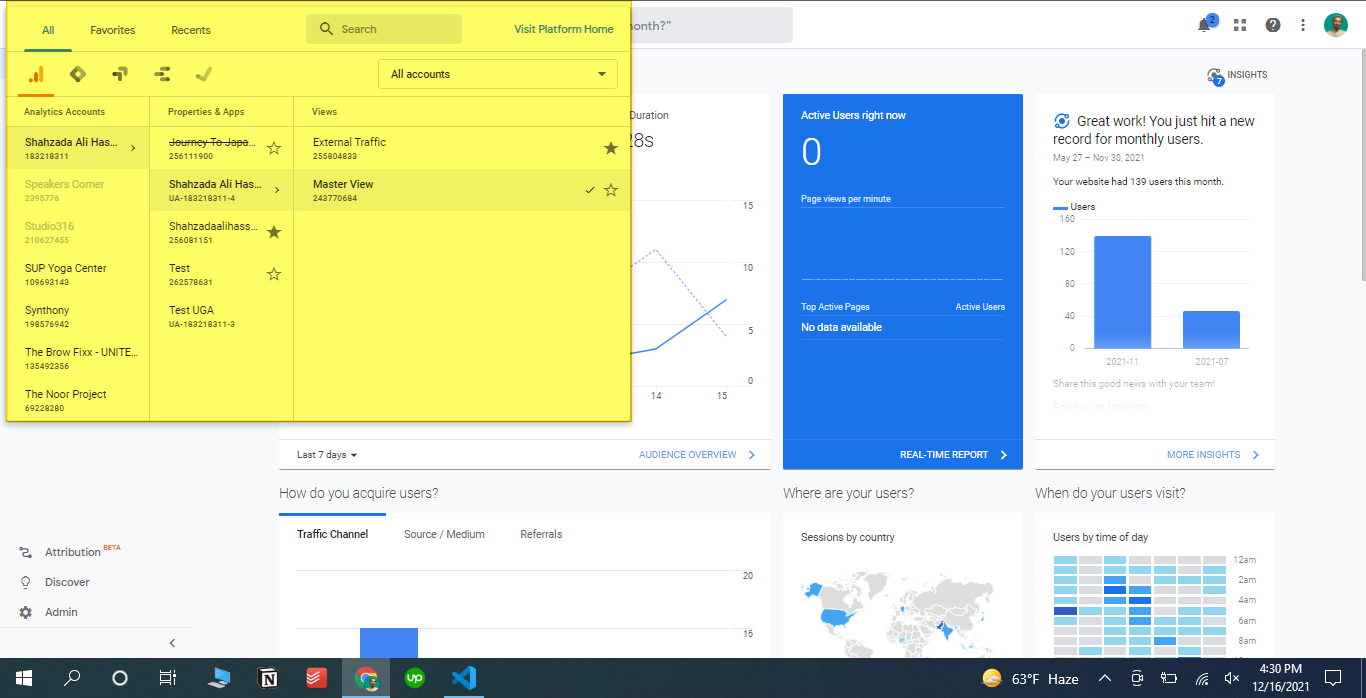 All
Favorites
Recents
Search
Visit Platform Home
month?"
2
All accounts
INSIGHTS
7
Analytics Accounts
Properties & Apps
Views
Shahzada Ali Has...
183218311
Speakers Corner
2395776
Studio316
210627455
SUP Yoga Center
109693143
Synthony
198576942
The Brow Fixx - UNITE...
135492356
The Noor Project
69228280
Journey To Japa...
256111900
Shahzada Ali Has...
UA-183218311-4
Shahzadaalihass...
256081151
Test
262578631
Test UGA
UA-183218311-3
External Traffic
255804833
Master View
243770684
Duration
28s
15
10
5
0
14
15
Last 7 days
AUDIENCE OVERVIEW
Active Users right now
0
Page views per minute
Top Active Pages
Active Users
No data available
REAL-TIME REPORT
Great work! You just hit a new
record for monthly users.
May 27 – Nov 30, 2021
Your website had 139 users this month.
Users
160
120
80
40
0
2021-11
2021-07
Share this good news with your team!
Follow-up Insights
MORE INSIGHTS
How do you acquire users?
Where are your users?
When do your users visit?
Traffic Channel
Source / Medium
Referrals
20
15
Sessions by country
Users by time of day
12am
2am
4am
6am
8am
Attribution BETA
Discover
Admin
up
63°F Haze
4:30 PM
12/16/2021